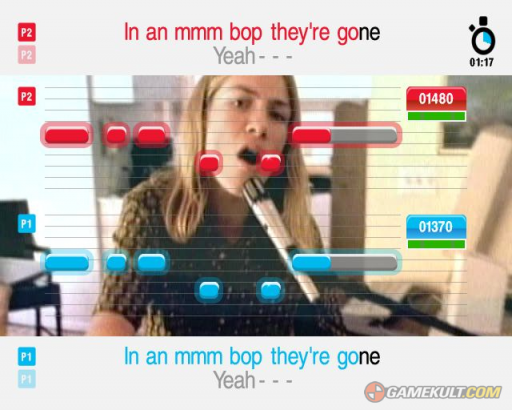 P2 In an mmm bop they're gone
P2 Yeah - - -
01:17
P2
01480
P1
01370
P1 In an mmm bop they're gone
P1 Yeah - - -
GAMEKULT.COM